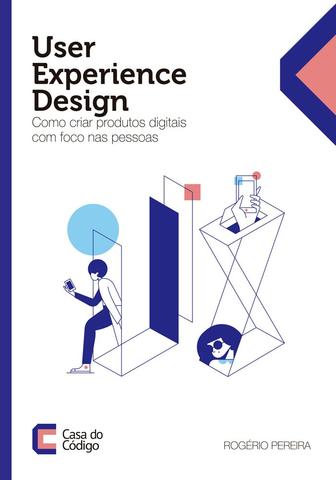 User
Experience
Design
Como criar produtos digitais
com foco nas pessoas
Casa do
Código
ROGÉRIO PEREIRA